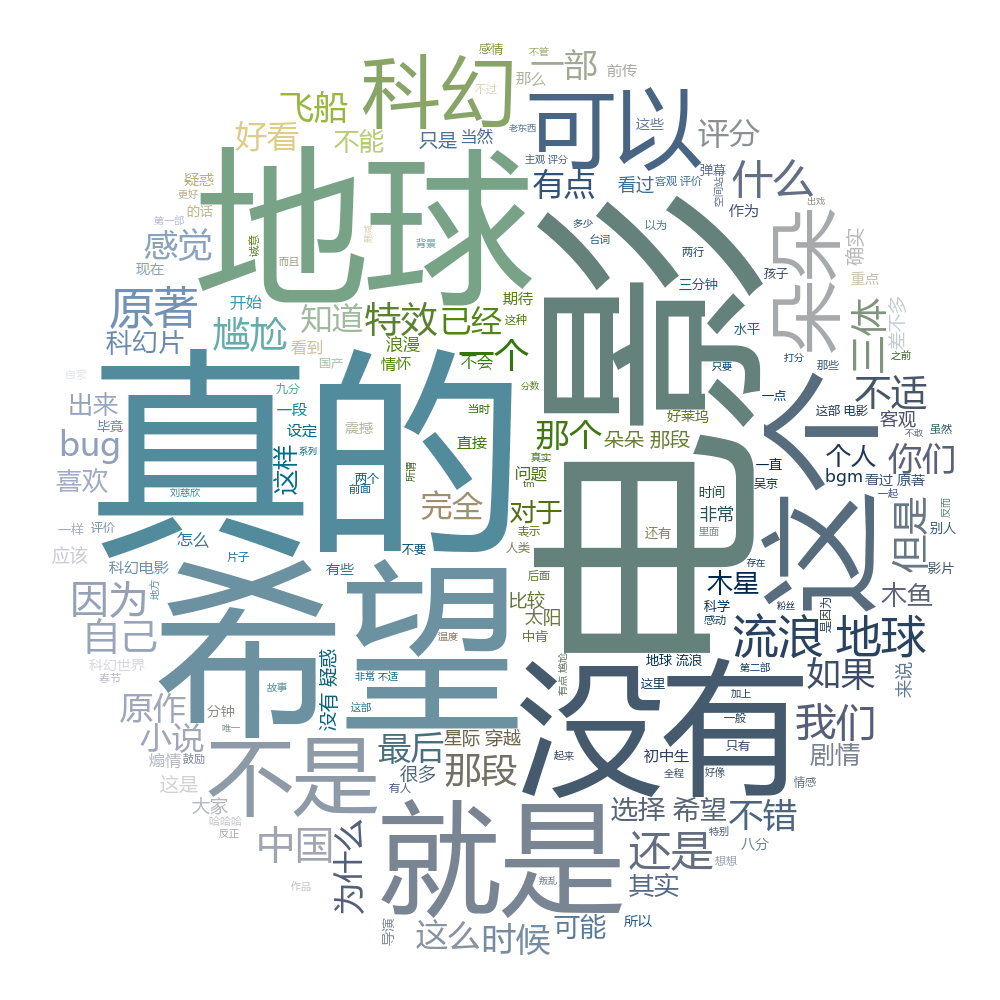 感情
不管
科幻
一部
前传
那么
不过
飞船
可以
好看
不能
只是
当然
老东西
这些
评分
主观 评分
弹幕
地球
有点
看过
客观 评价
什么
空间站
疑惑
更好
的话
作为
出戏
第一部
感觉
诚意
背景
而且
现在
电影
多少
台词
以为
两行
朵朵
确实
三分钟
孩子
重点
原著
开始
知道
特效
已经
期待
这种
三体
差不多
科幻片
尴尬
看到
浪漫
情怀
一个
不会
水平
打分
那些
之前
国产
只要
自家
九分
分数
真的
这个
一点
不适
出来
一段
当时
好莱坞
这部 电影
客观
不敢
毕竟
设定
震撼
直接
那个
朵朵 那段
虽然
bug
系列
真实
一直
个人
你们
这样
问题
bgm
喜欢
两个
前面
所谓
tm
吴京
看过 原著
刘慈欣
完全
时间
一起
对于
非常
但是
反而
一样
评价
表示
还有
里面
别人
怎么
不要
人类
应该
片子
科幻电影
有些
后面
存在
影片
希望
木星
因为
地方
比较
科学
粉丝
木鱼
太阳
感动
是因为
自己
中肯
流浪 地球
温度
科幻世界
没有 疑惑
地球 流浪
第二部
春节
有点 尴尬
如果
来说
非常 不适
故事
这里
没有
加上
原作
分钟
这部
唯一
一般
我们
小说
最后
星际 穿越
初中生
只有
剧情
煽情
鼓励
不是
那段
起来
很多
全程
好像
这是
有人
情感
大家
选择 希望
不错
哈哈哈
反正
就是
特别
八分
中国
还是
想想
为什么
作品
叛乱
其实
导演
这么
时候
可能
所以